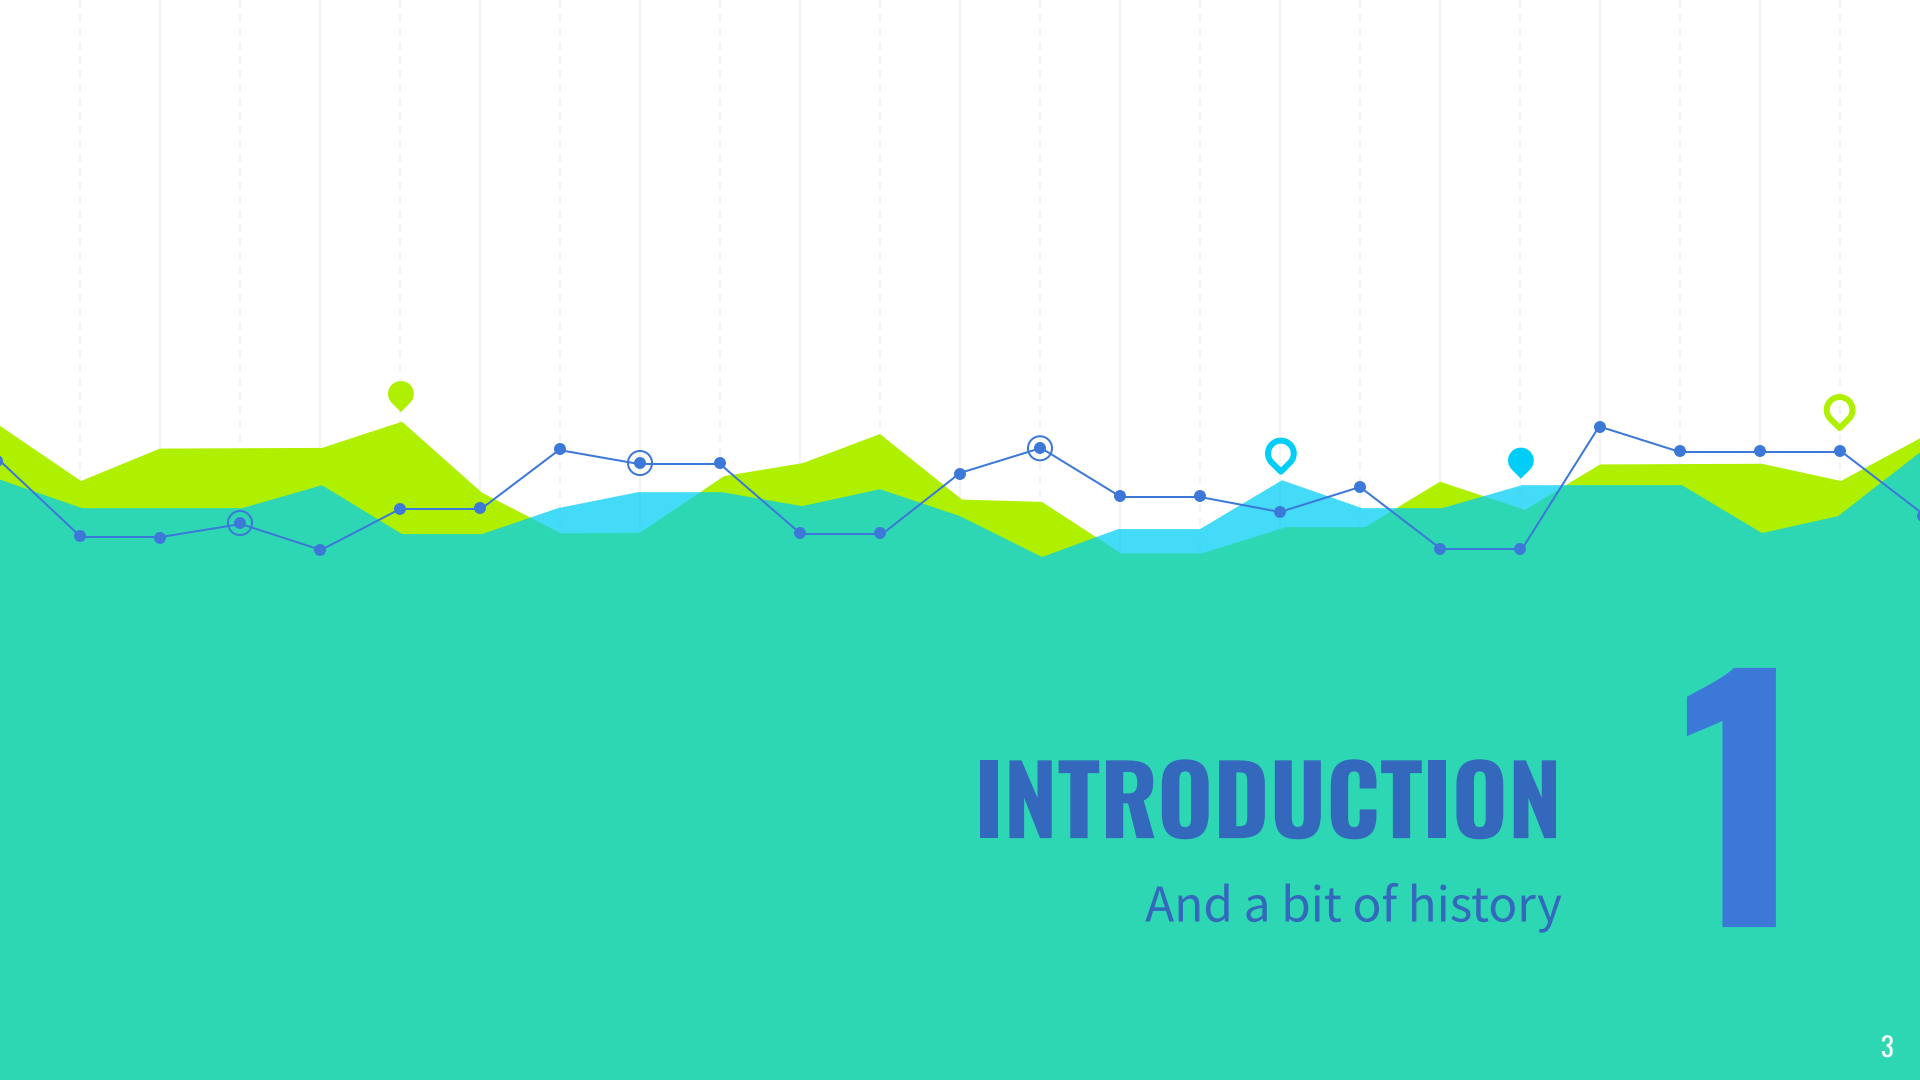 INTRODUCTION
And a bit of history
1
3